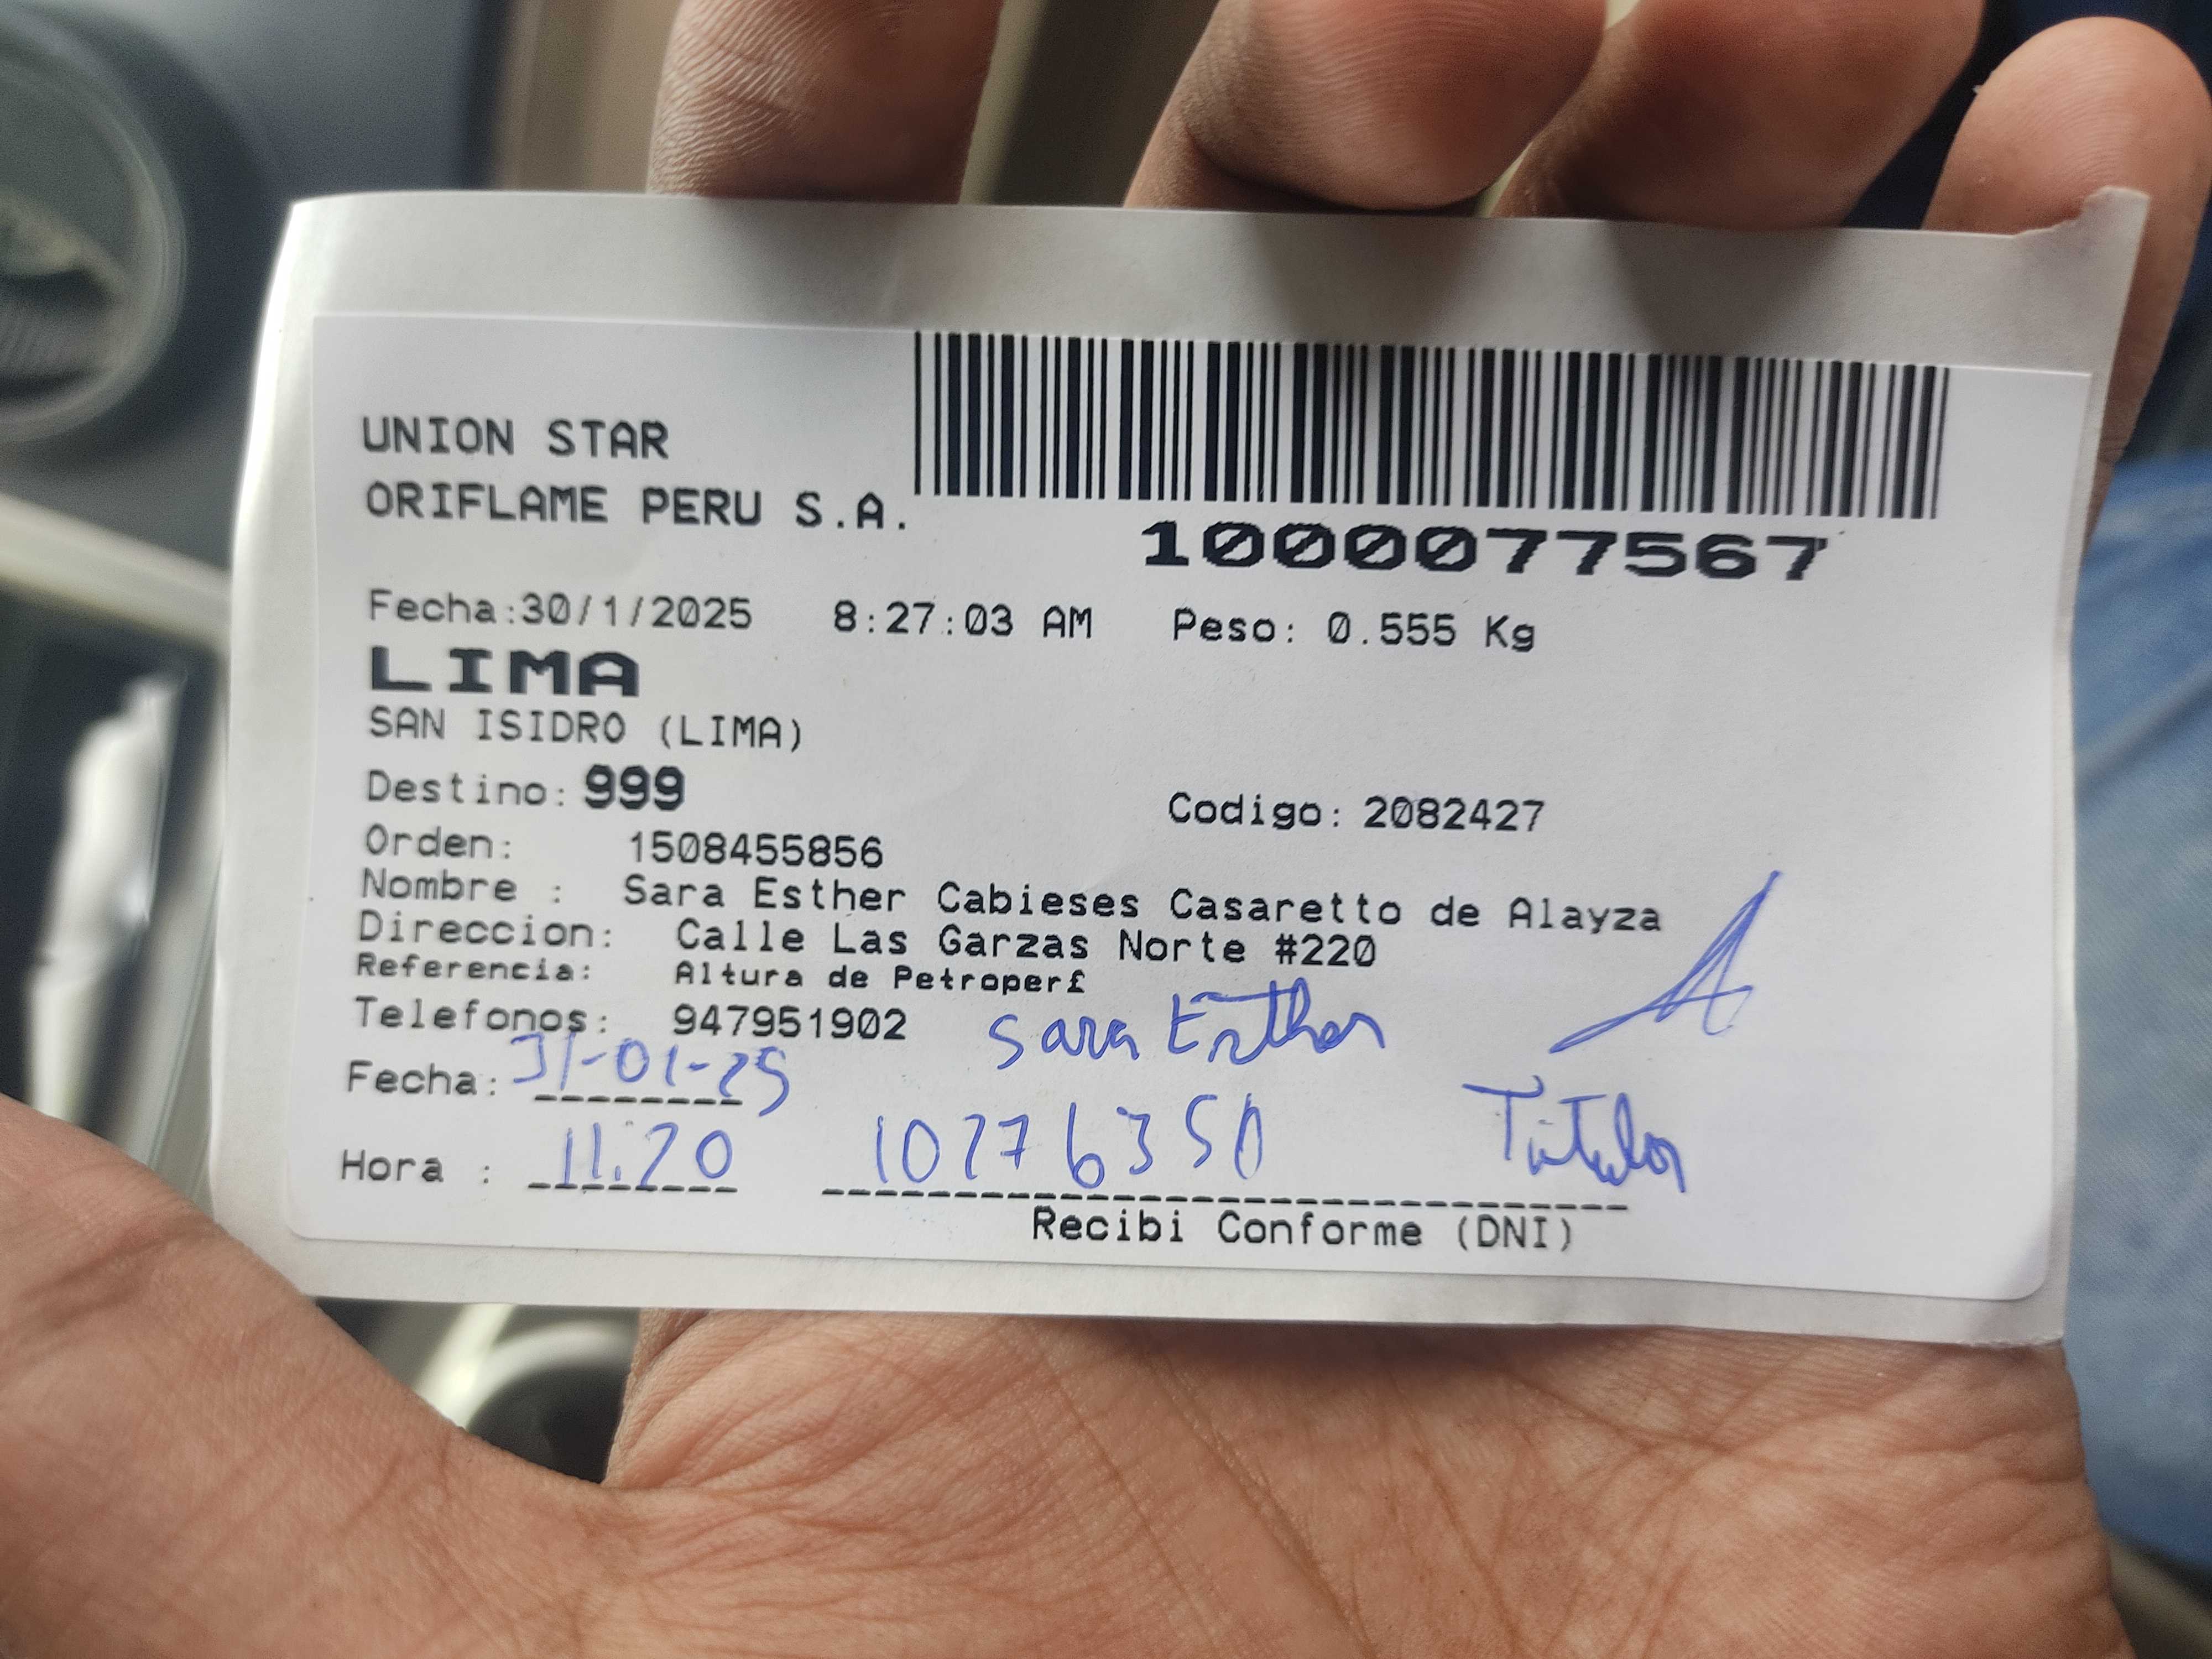 UNION STAR
ORIFLAME PERU S.A.
1000077567
Fecha:30/1/2025 8:27:03 AM Peso: 0.555 Kg
LIMA
SAN ISIDRO (LIMA)
Destino: 999 Codigo: 2082427
Orden: 1508455856
Nombre : Sara Esther Cabieses Casaretto de Alayza
Direccion: Calle Las Garzas Norte #220
Referencia: Altura de Petroper£
Telefonos: 947951902 Sara Esther
Fecha: 31-01-25
Hora : 11:20 10276350 Titular
Recibi Conforme (DNI)